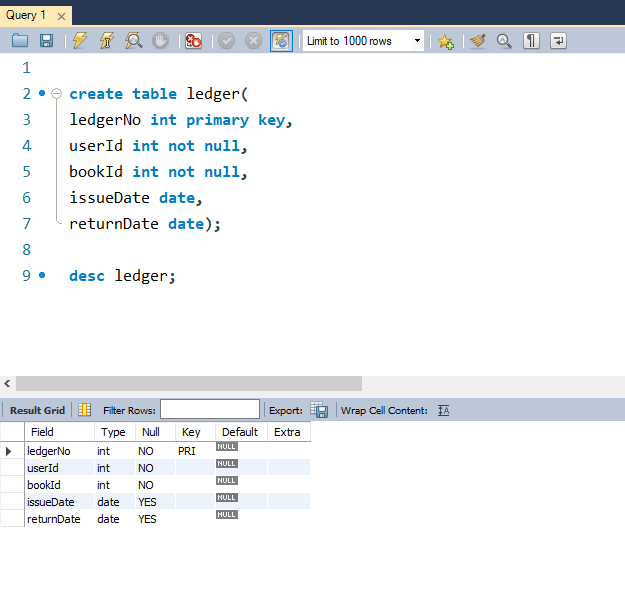 Query 1
Limit to 1000 rows
1
2 create table ledger(
3 ledgerNo int primary key,
4 userId int not null,
5 bookId int not null,
6 issueDate date,
7 returnDate date);
8
9 desc ledger;
Result Grid Filter Rows: Export: Wrap Cell Content: IA
Field Type Null Key Default Extra
ledgerNo int NO PRI NULL
userId int NO NULL
bookId int NO NULL
issueDate date YES NULL
returnDate date YES NULL